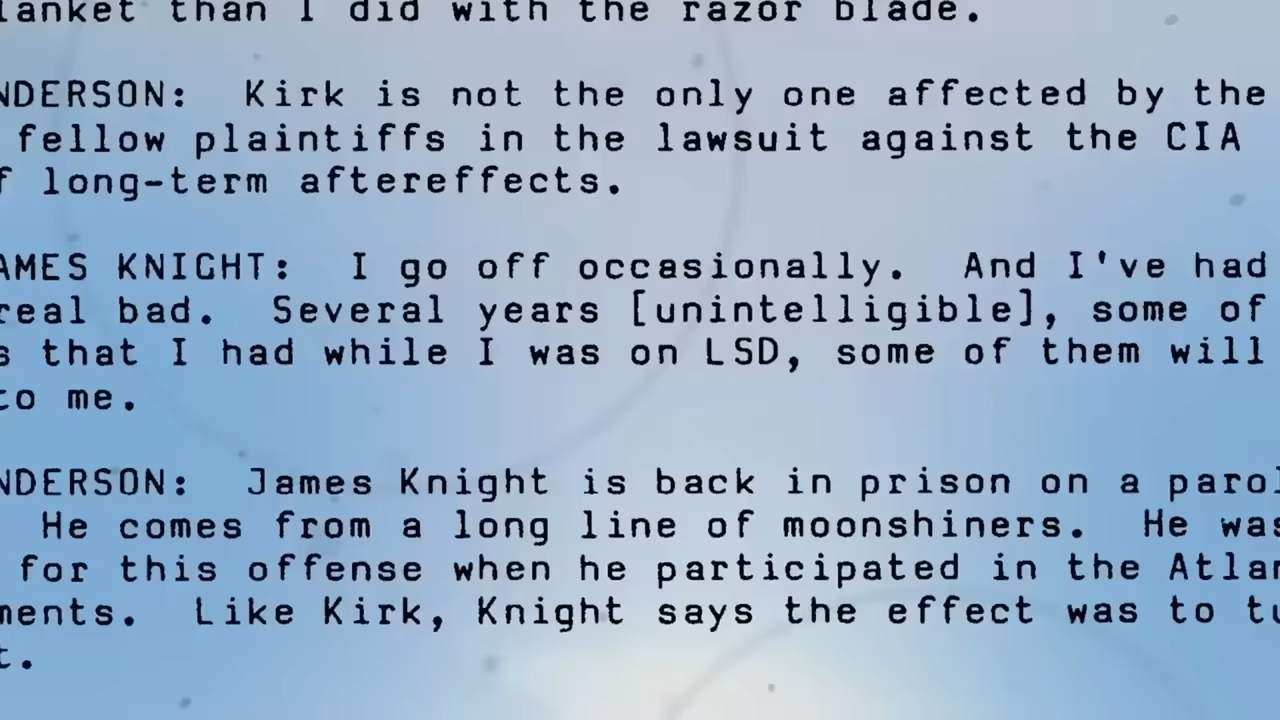 lanket than I did with the razor blade.
NDERSON: Kirk is not the only one affected by the
fellow plaintiffs in the lawsuit against the CIA
f long-term aftereffects.
AMES KNIGHT: I go off occasionally. And I've had
real bad. Several years [unintelligible], some of
s that I had while I was on LSD, some of them will
to me.
NDERSON: James Knight is back in prison on a parol
He comes from a long line of moonshiners. He was
for this offense when he participated in the Atlan
ments. Like Kirk, Knight says the effect was to tu
t.